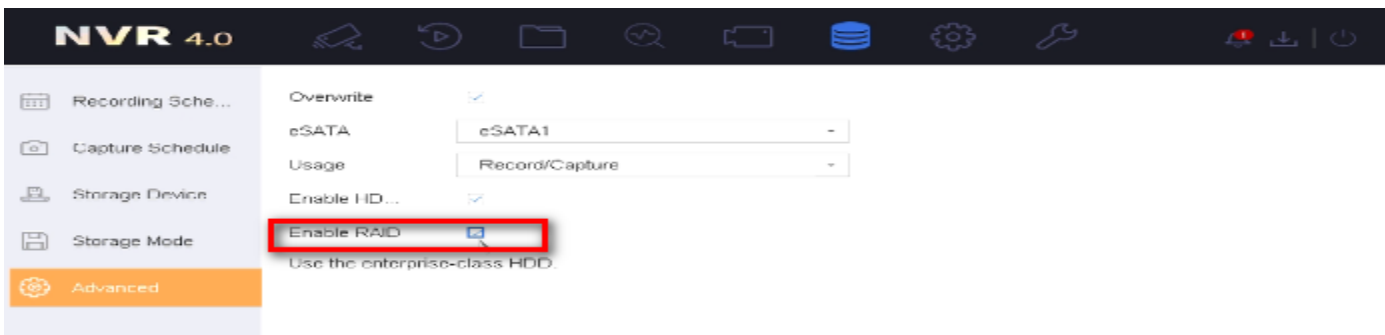 NVR 4.0
Recording Sche...
Capture Schedule
Storage Device
Storage Mode
Advanced
Overwrite
eSATA eSATA1
Usage Record/Capture
Enable HD...
Enable RAID
Use the enterprise-class HDD.